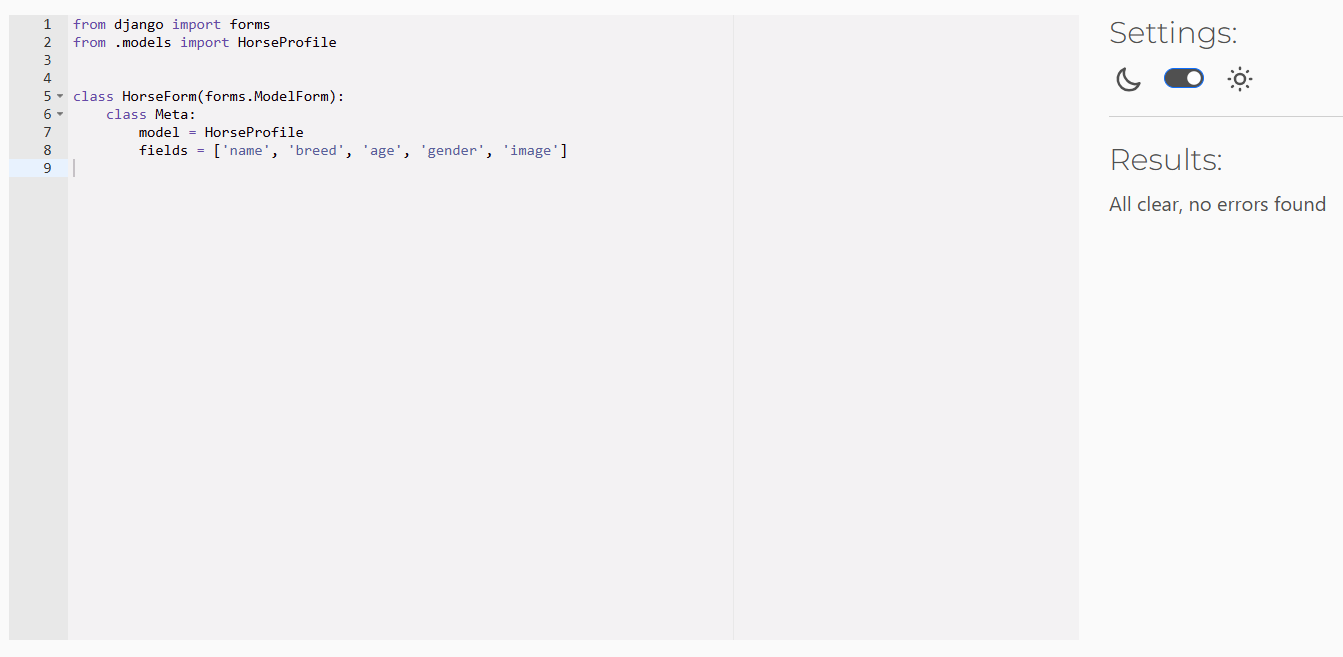 1 from django import forms
2 from .models import HorseProfile
3
4
5 class HorseForm(forms.ModelForm):
6     class Meta:
7         model = HorseProfile
8         fields = ['name', 'breed', 'age', 'gender', 'image']
9
Settings:
Results:
All clear, no errors found